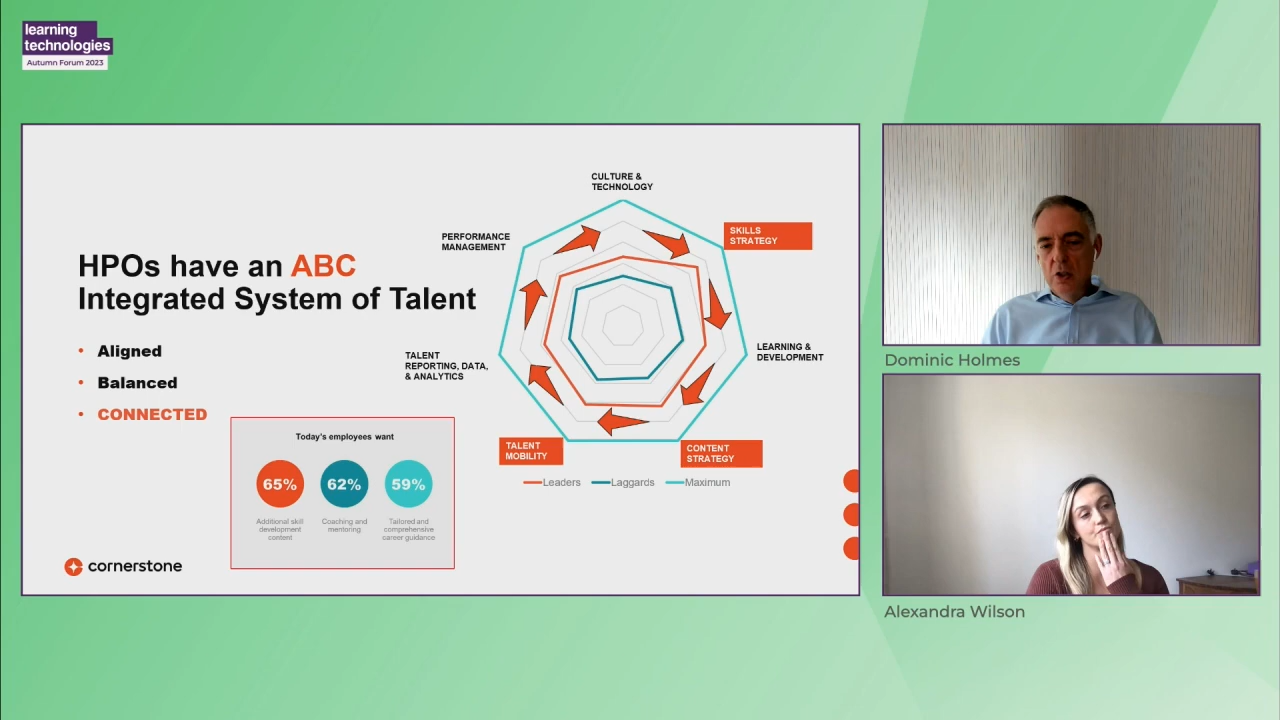 learning
technologies
Autumn Forum 2023
HPOs have an ABC
Integrated System of Talent
• Aligned
• Balanced
• CONNECTED
Today's employees want
65%
62%
59%
Additional skill
development
content
Coaching and
mentoring
Tailored and
comprehensive
career guidance
cornerstone
CULTURE &
TECHNOLOGY
SKILLS
STRATEGY
LEARNING &
DEVELOPMENT
CONTENT
STRATEGY
TALENT
MOBILITY
TALENT
REPORTING, DATA,
& ANALYTICS
PERFORMANCE
MANAGEMENT
Leaders
Laggards
Maximum
Dominic Holmes
Alexandra Wilson